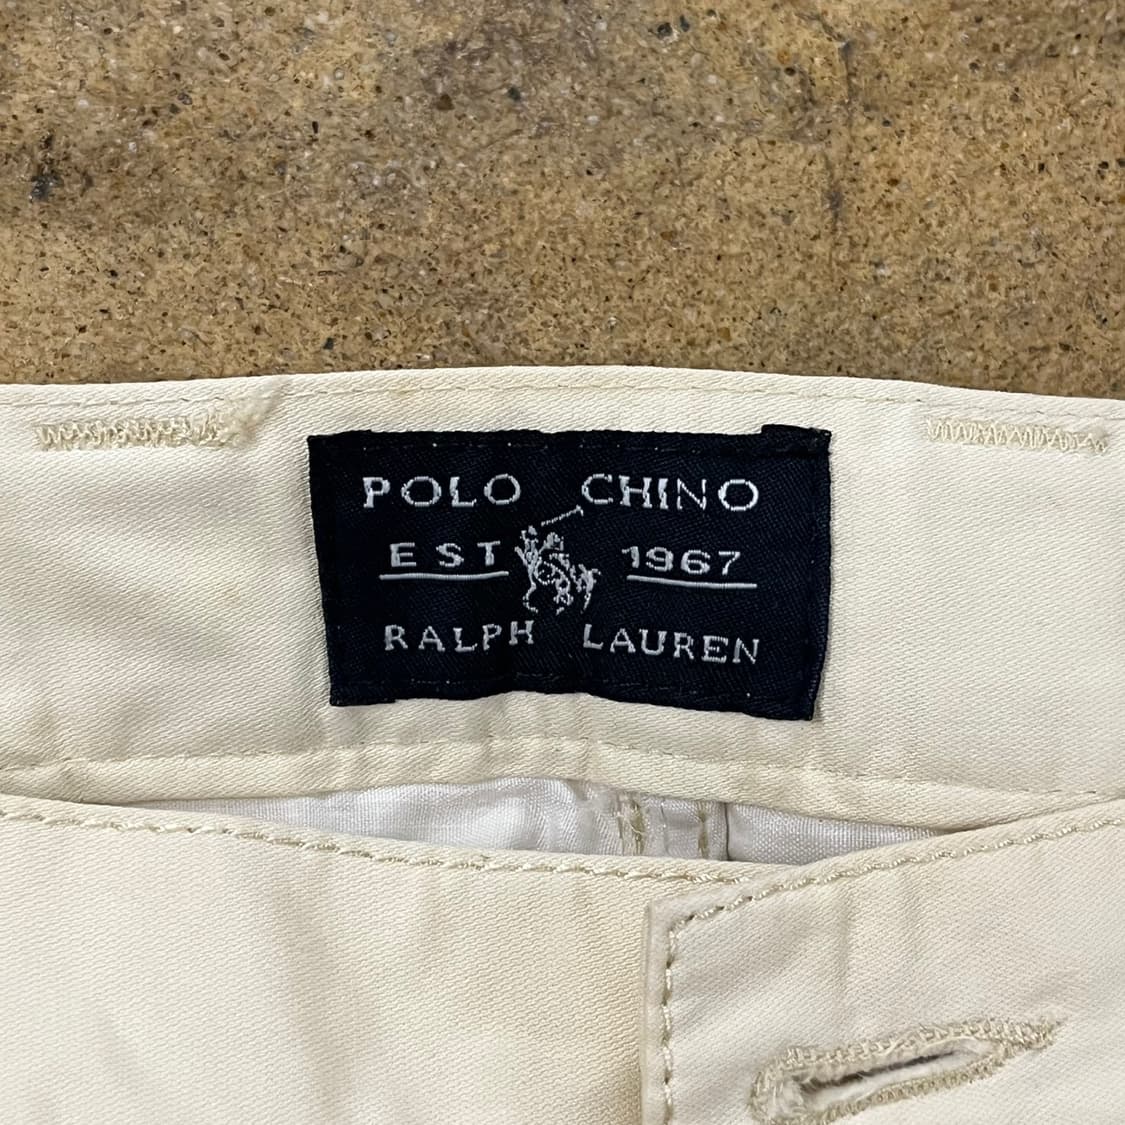 POLO CHINO
EST 1967
RALPH LAUREN